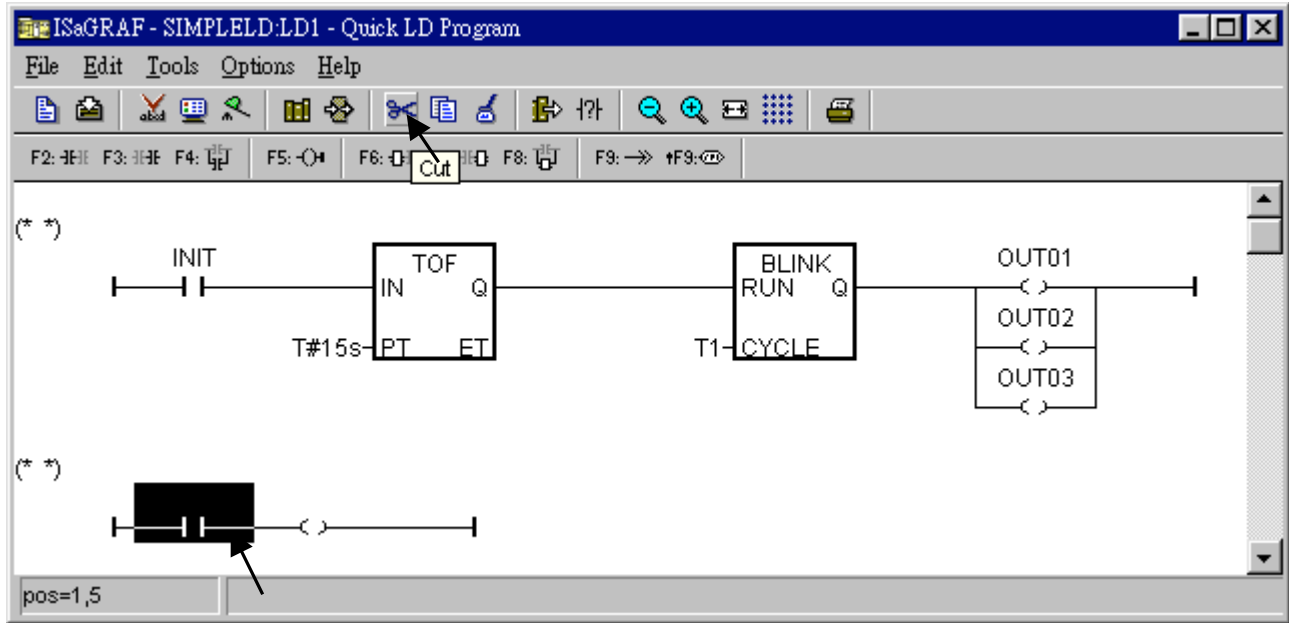 ISaGRAF - SIMPLELD:LD1 - Quick LD Program
File Edit Tools Options Help
abcd
?
F2: F3: F4: F5: F6: F8: F9: F9:
Cut
(* *)
INIT TOF BLINK OUT01
IN Q RUN Q
OUT02
T#15s PT ET T1 CYCLE
OUT03
(* *)
pos=1,5